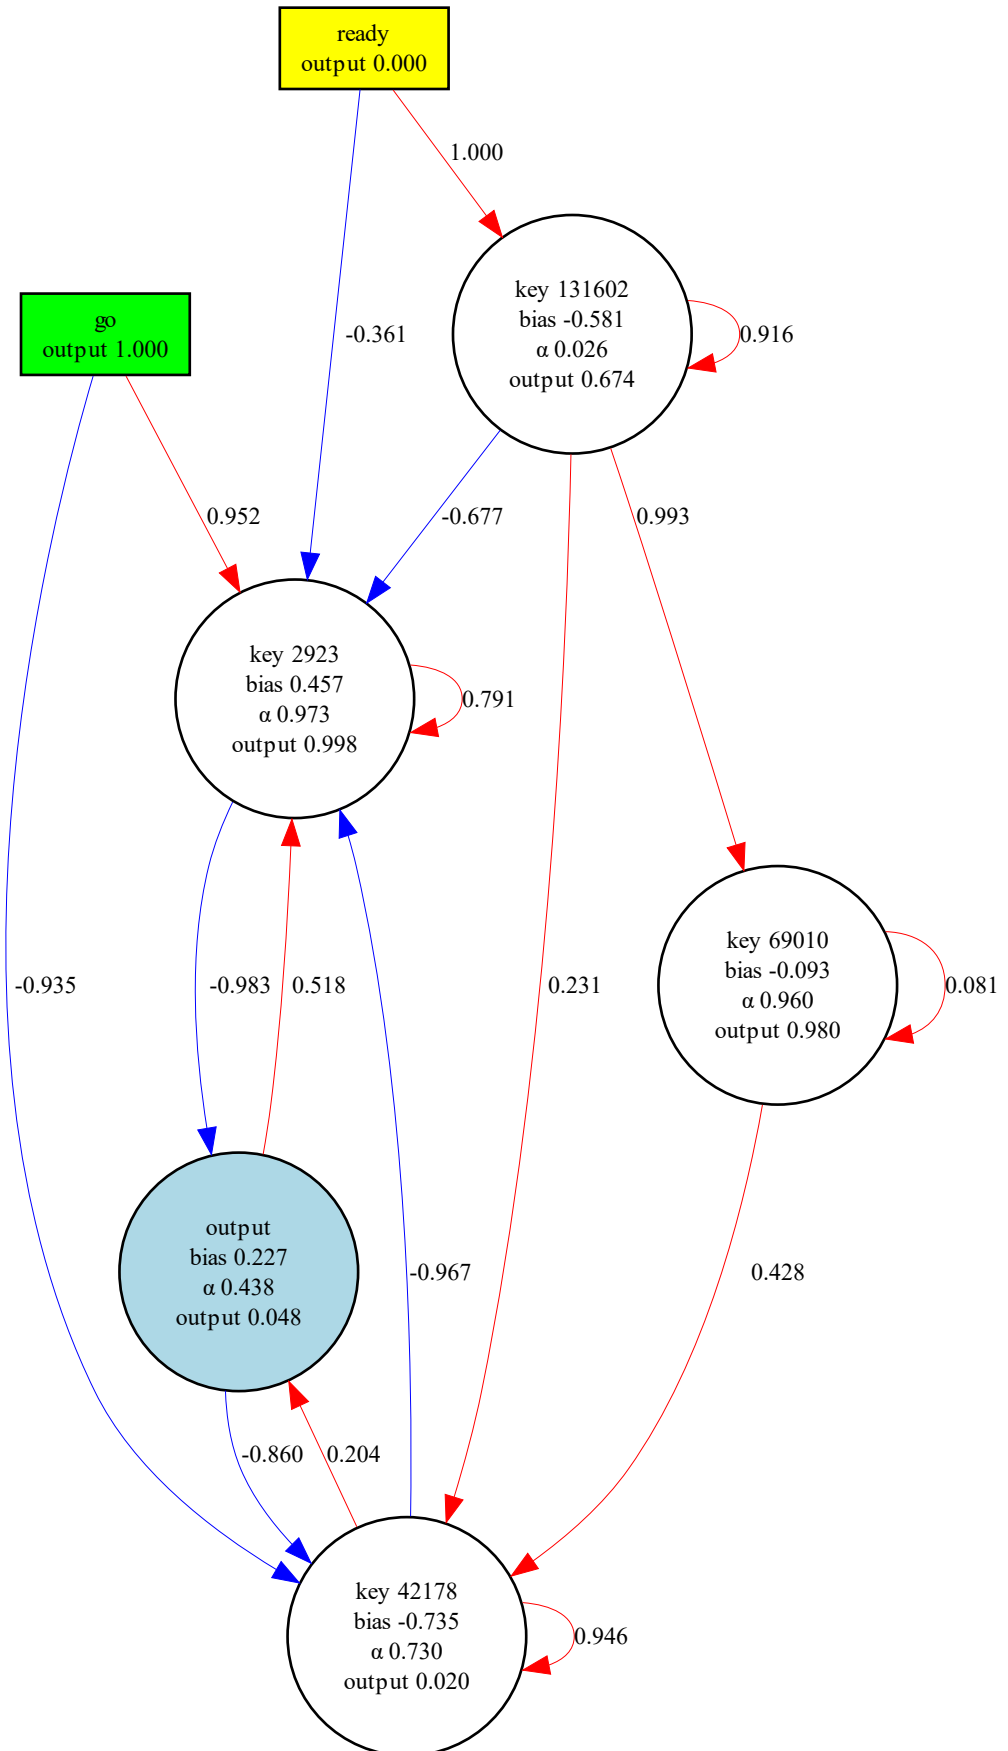 ready
output 0.000
1.000
key 131602
bias -0.581
α 0.026
output 0.674
0.916
-0.361
go
output 1.000
0.952
-0.677
0.993
key 2923
bias 0.457
α 0.973
output 0.998
0.791
key 69010
bias -0.093
α 0.960
output 0.980
0.081
-0.935
-0.983
0.518
0.231
output
bias 0.227
α 0.438
output 0.048
-0.967
0.428
-0.860
0.204
key 42178
bias -0.735
α 0.730
output 0.020
0.946